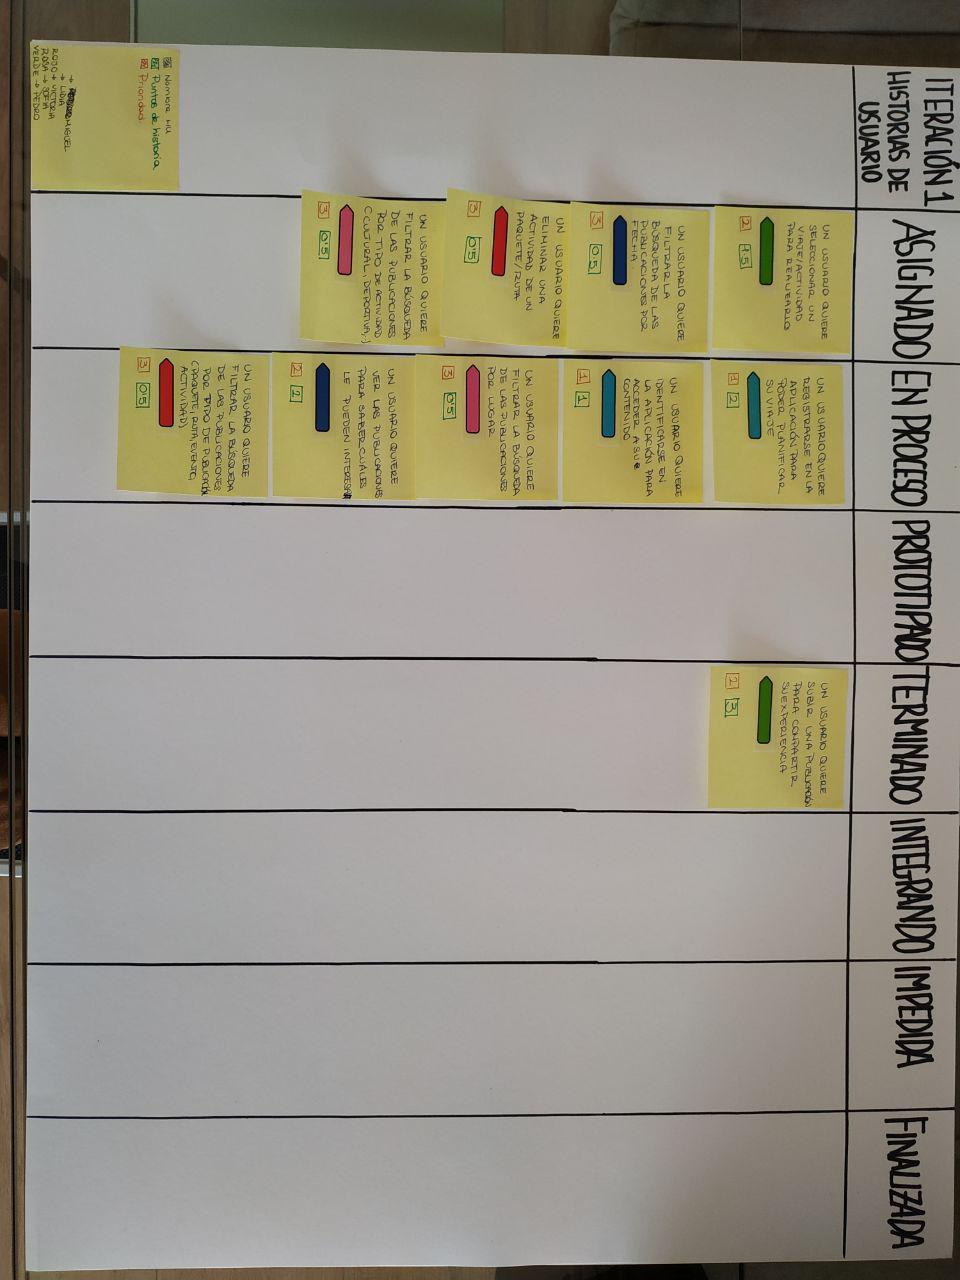 ITERACIÓN 1
HISTORIAS DE
USUARIO
ASIGNADO
EN PROCESO
PROTOTIPADO
TERMINADO
INTEGRANDO
IMPEDIDA
FINALIZADA
UN USUARIO QUIERE
SELECCIONAR UN
VIAJE/ACTIVIDAD
PARA REALIZARLO
2 1.5
UN USUARIO QUIERE
FILTRAR LA
BÚSQUEDA DE LAS
PUBLICACIONES POR
FECHA
3 0.5
UN USUARIO QUIERE
ELIMINAR UNA
ACTIVIDAD DE UN
PAQUETE/RUTA
3 0'5
UN USUARIO QUIERE
FILTRAR LA BÚSQUEDA
DE LAS PUBLICACIONES
POR TIPO DE ACTIVIDAD
(CULTURAL, DEPORTIVA,..)
3 0'5
UN USUARIO QUIERE
REGISTRARSE EN LA
APLICACIÓN PARA
PODER PLANIFICAR
SU VIAJE
1 2
UN USUARIO QUIERE
IDENTIFICARSE EN
LA APLICACIÓN PARA
ACCEDER A SU
CONTENIDO
1 1
UN USUARIO QUIERE
FILTRAR LA BÚSQUEDA
DE LAS PUBLICACIONES
POR LUGAR
3 0'5
UN USUARIO QUIERE
VER LAS PUBLICACIONES
PARA SABER CUALES
LE PUEDEN INTERESAR
2 2
UN USUARIO QUIERE
FILTRAR LA BÚSQUEDA
DE LAS PUBLICACIONES
POR TIPO DE PUBLICACIÓN
(PAQUETE, RUTA, EVENTO,
ACTIVIDAD)
3 0'5
UN USUARIO QUIERE
SUBIR UNA PUBLICACIÓN
PARA COMPARTIR
SU EXPERIENCIA
2 3
Nombre HU
Puntos de historia
Prioridad
→ MIGUEL
→ LIDIA
ROJO → VICTORIA
ROSA → SOFIA
VERDE → PEDRO